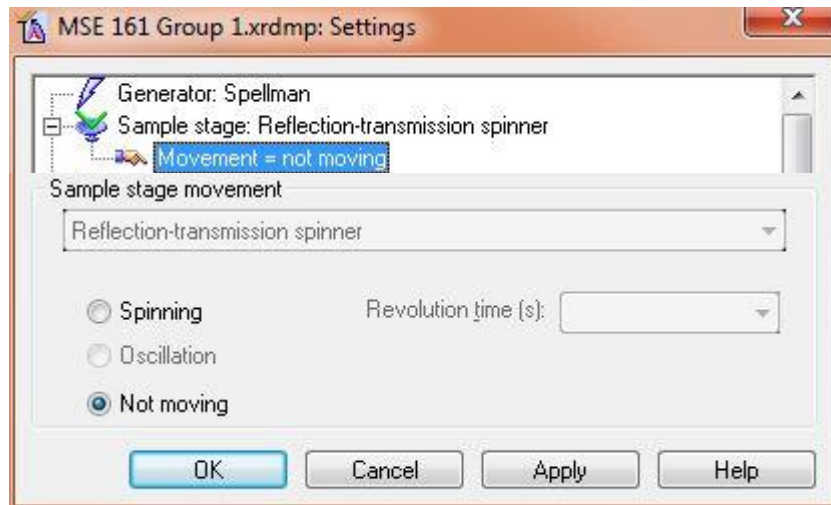 MSE 161 Group 1.xrdmp: Settings
Generator: Spellman
Sample stage: Reflection-transmission spinner
Movement = not moving
Sample stage movement
Reflection-transmission spinner
Spinning Revolution time (s):
Oscillation
Not moving
OK Cancel Apply Help